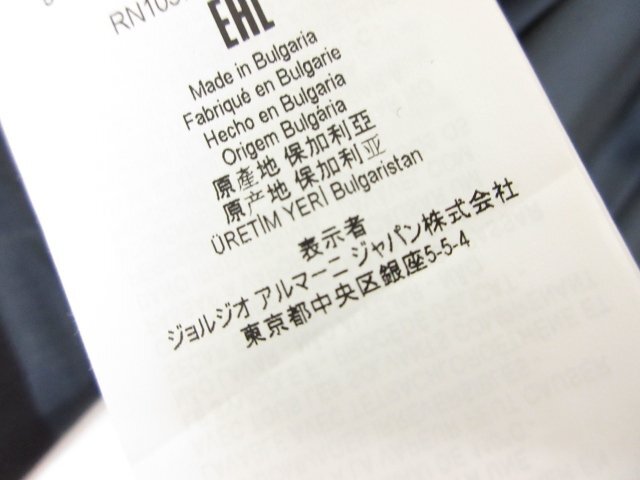 EAC
Made in Bulgaria
Fabriqué en Bulgarie
Hecho en Bulgaria
Origem Bulgária
原產地 保加利亞
原产地 保加利亚
ÜRETİM YERİ Bulgaristan
表示者
ジョルジオ アルマーニ ジャパン株式会社
東京都中央区銀座5-5-4